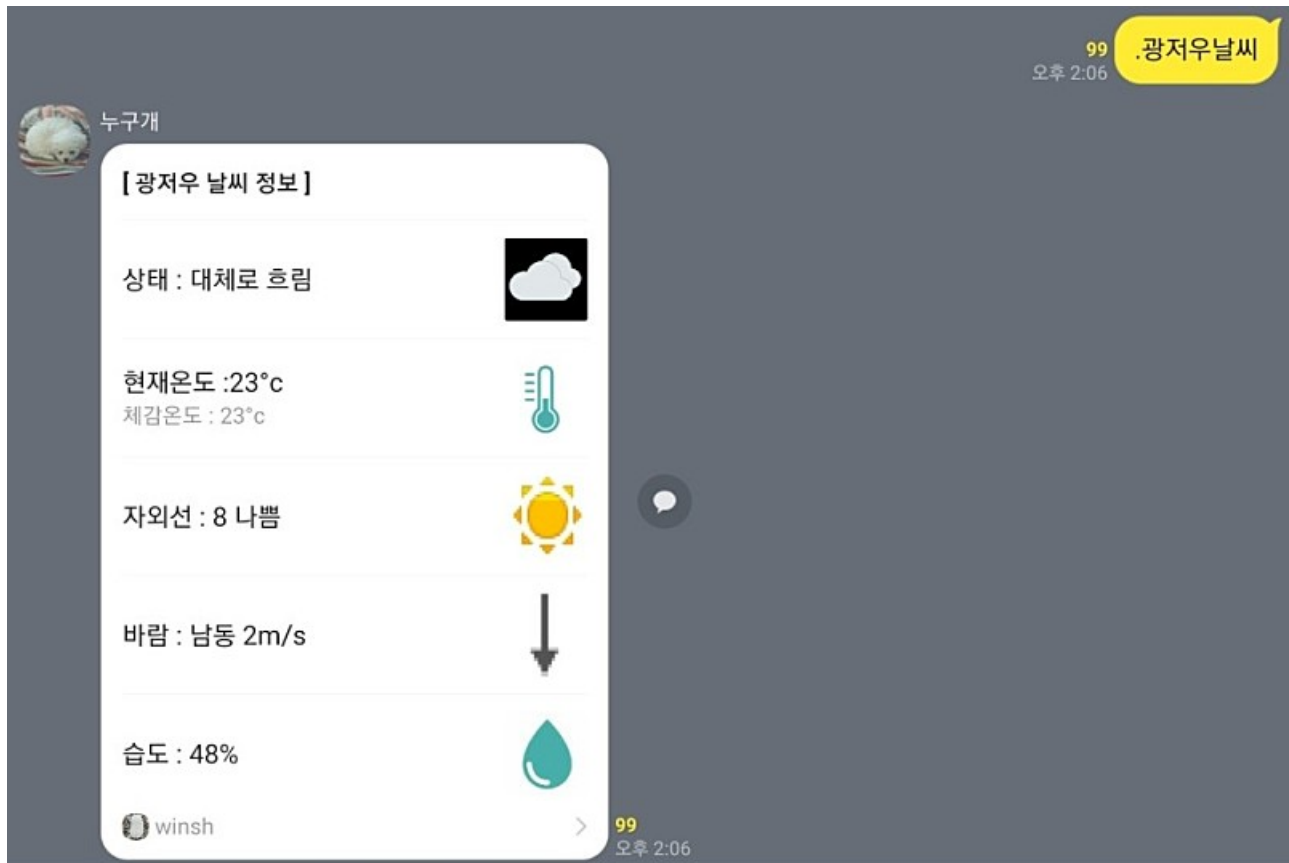 99
.광저우날씨
오후 2:06
누구개
[ 광저우 날씨 정보 ]
상태 : 대체로 흐림
현재온도 :23°c
체감온도 : 23°c
자외선 : 8 나쁨
바람 : 남동 2m/s
습도 : 48%
winsh
99
오후 2:06